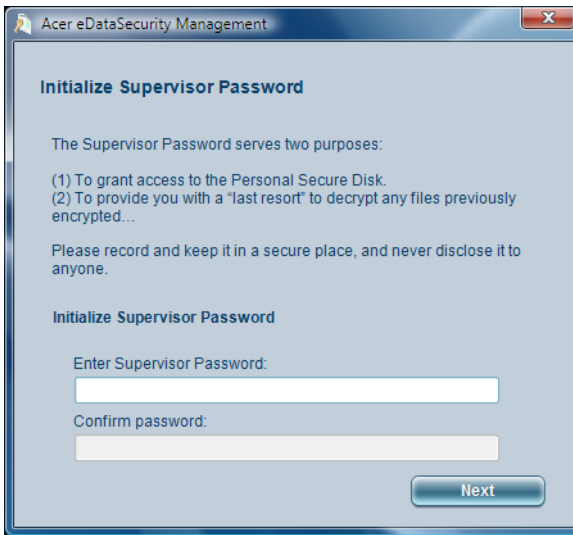 Acer eDataSecurity Management
Initialize Supervisor Password
The Supervisor Password serves two purposes:
(1) To grant access to the Personal Secure Disk.
(2) To provide you with a “last resort” to decrypt any files previously
encrypted...
Please record and keep it in a secure place, and never disclose it to
anyone.
Initialize Supervisor Password
Enter Supervisor Password:
Confirm password:
Next